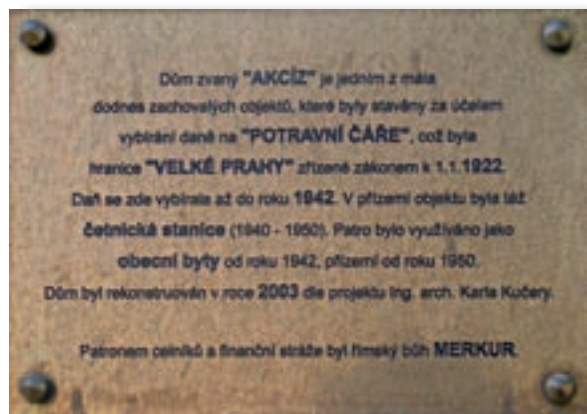 Dům zvaný "AKCÍZ" je jedním z mála
dodnes zachovalých objektů, které byly stavěny za účelem
vybírání daně na "POTRAVNÍ ČÁŘE", což byla
hranice "VELKÉ PRAHY" zřízené zákonem k 1.1.1922.
Daň se zde vybírala až do roku 1942. V přízemí objektu byla též
četnická stanice (1940 - 1950). Patro bylo využíváno jako
obecní byty od roku 1942, přízemí od roku 1950.
Dům byl rekonstruován v roce 2003 dle projektu Ing. arch. Karla Kučery.
Patronem celníků a finanční stráže byl římský bůh MERKUR.